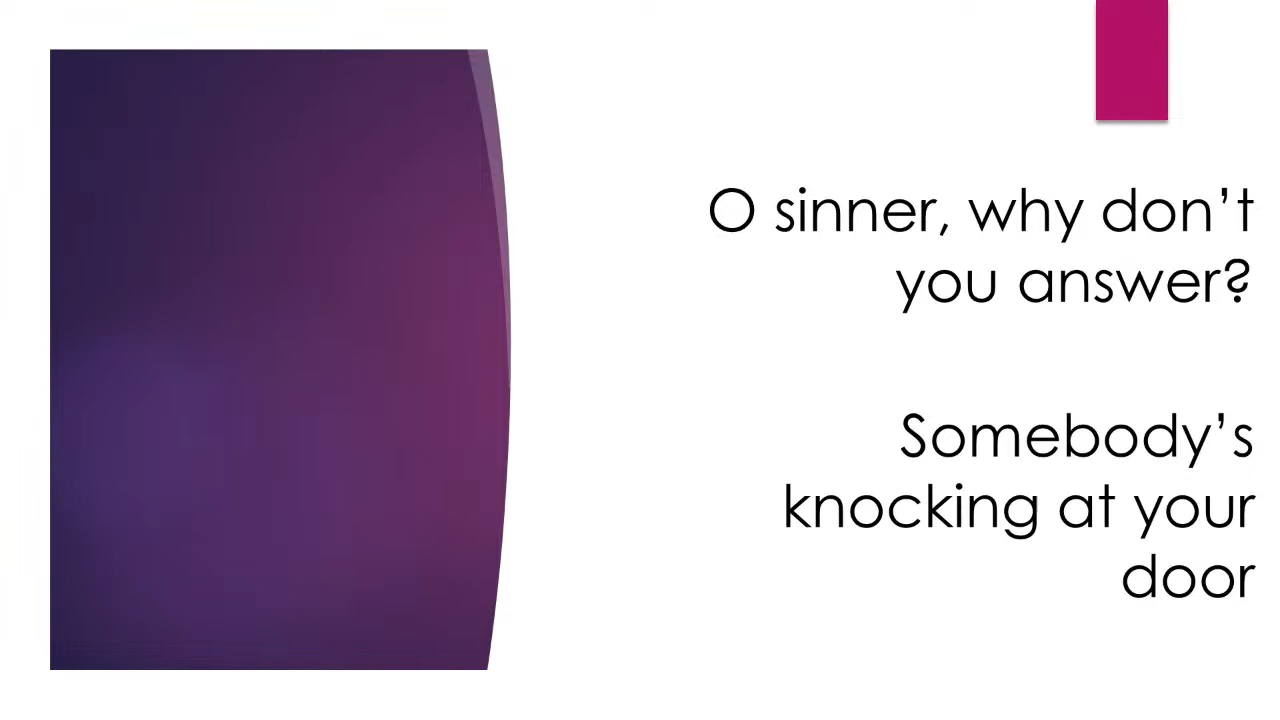 O sinner, why don’t
you answer?
Somebody’s
knocking at your
door